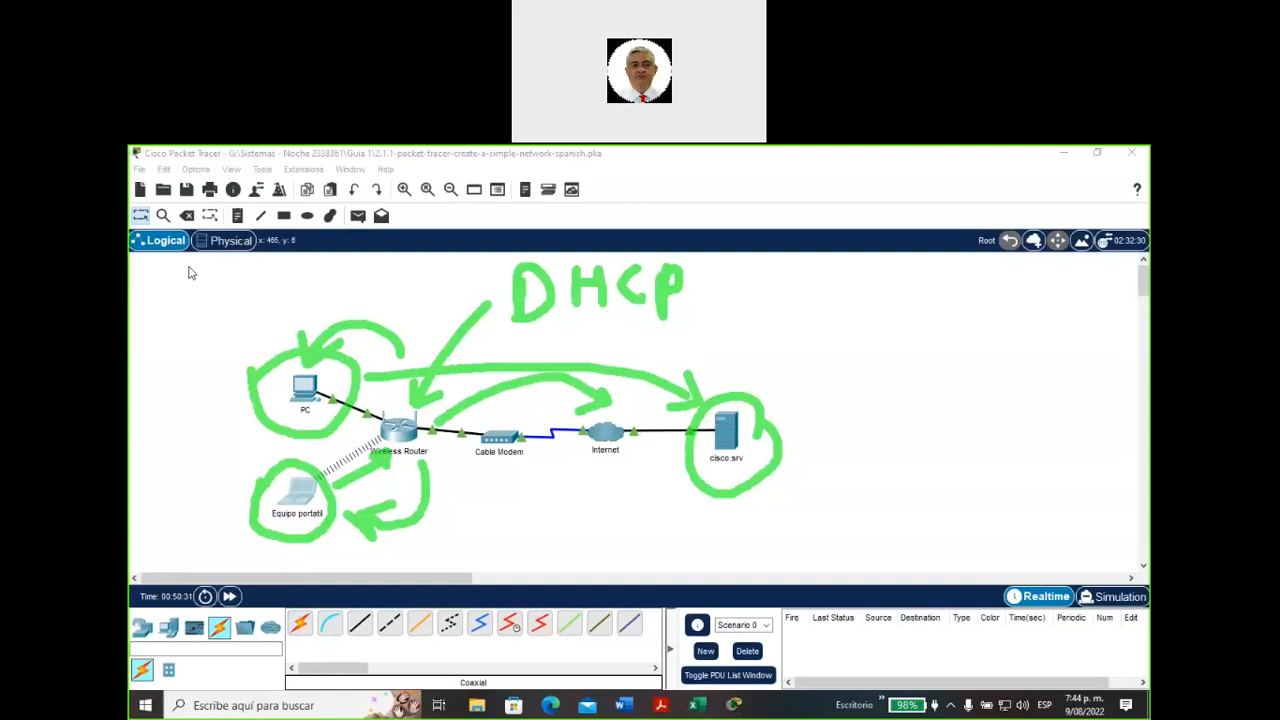 Cisco Packet Tracer - G:\Sistemas - Noche 2338361\Guia 1\2.1.1-packet-tracer-create-a-simple-network-spanish.pka
File Edit Options View Tools Extensions Window Help
?
Logical Physical x: 465, y: 6 Root 02:32:30
DHCP
PC
Wireless Router
Cable Modem
Internet
cisco.srv
Equipo portatil
Time: 00:50:31 Realtime Simulation
Scenario 0
New Delete
Toggle PDU List Window
Fire Last Status Source Destination Type Color Time(sec) Periodic Num Edit
Coaxial
Escribe aquí para buscar
Escritorio » 98% ESP
7:44 p. m.
9/08/2022